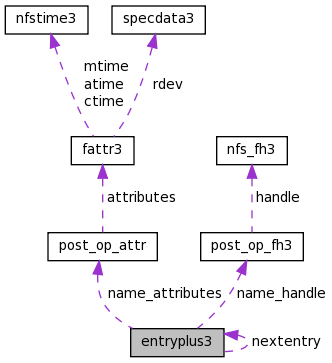 nfstime3 specdata3
mtime
atime
ctime
rdev
fattr3 nfs_fh3
attributes handle
post_op_attr post_op_fh3
name_attributes name_handle
entryplus3 nextentry